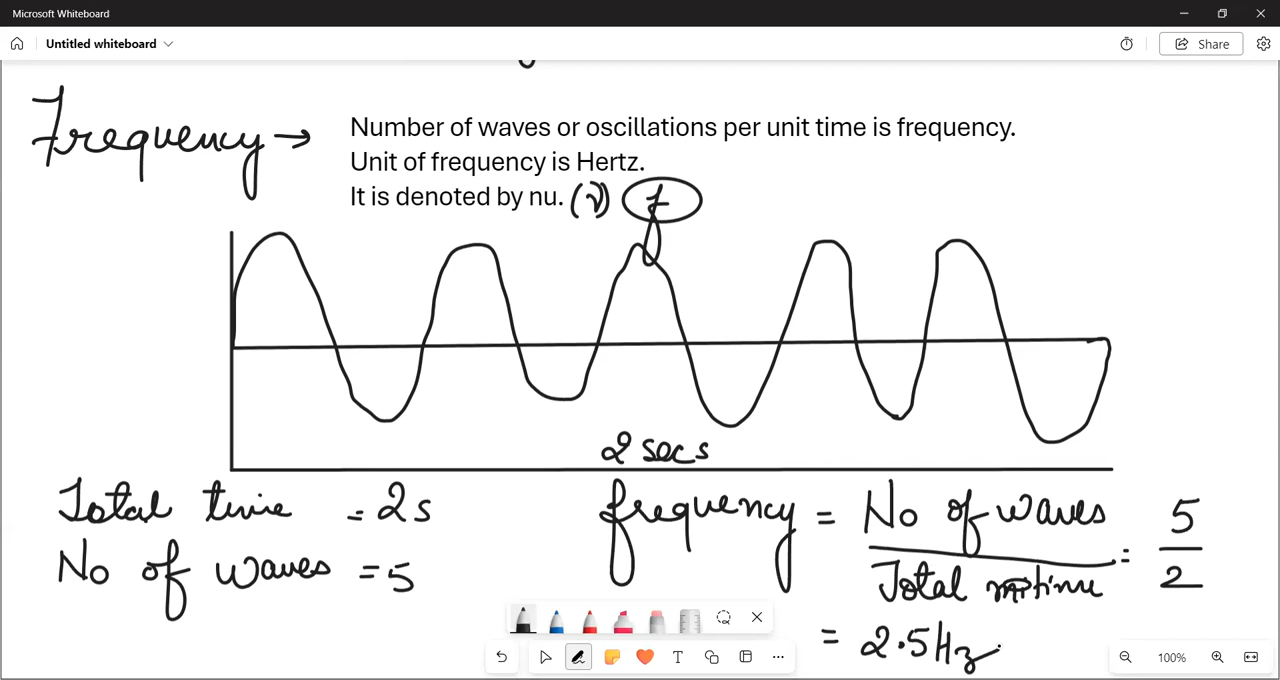 Microsoft Whiteboard
Untitled whiteboard
Share
Frequency →
Number of waves or oscillations per unit time is frequency.
Unit of frequency is Hertz.
It is denoted by nu. (ν) f
2 secs
Total time = 2s
No of waves = 5
frequency = No of waves / Total time = 5 / 2
= 2.5Hz
100%